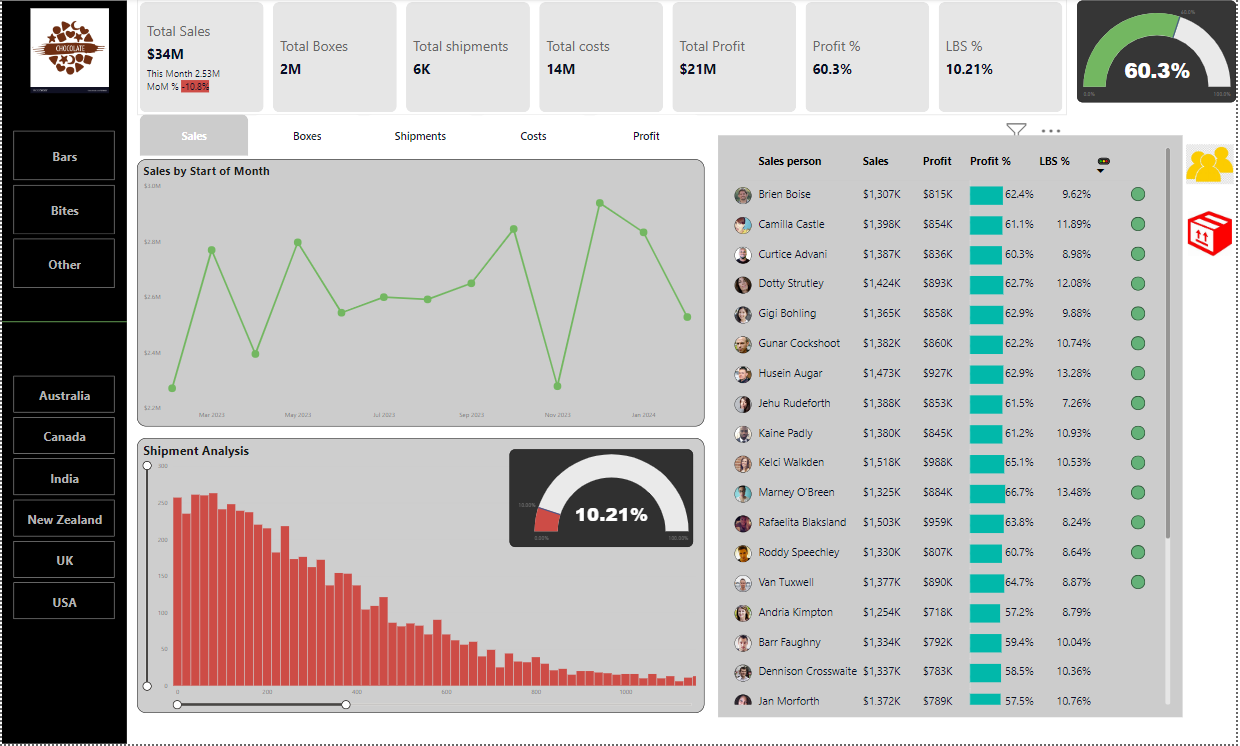 CHOCOLATE
Total Sales
$34M
This Month 2.53M
MoM % -10.8%
Total Boxes
2M
Total shipments
6K
Total costs
14M
Total Profit
$21M
Profit %
60.3%
LBS %
10.21%
60.0%
60.3%
0.0%
100.0%
Bars
Bites
Other
Australia
Canada
India
New Zealand
UK
USA
Sales Boxes Shipments Costs Profit
Sales by Start of Month
$3.0M
$2.8M
$2.6M
$2.4M
$2.2M
Mar 2023 May 2023 Jul 2023 Sep 2023 Nov 2023 Jan 2024
Shipment Analysis
300
250
200
150
100
50
0
0 200 400 600 800 1000
10.00%
10.21%
0.00%
100.00%
Sales person Sales Profit Profit % LBS %
Brien Boise $1,307K $815K 62.4% 9.62%
Camilla Castle $1,398K $854K 61.1% 11.89%
Curtice Advani $1,387K $836K 60.3% 8.98%
Dotty Strutley $1,424K $893K 62.7% 12.08%
Gigi Bohling $1,365K $858K 62.9% 9.88%
Gunar Cockshoot $1,382K $860K 62.2% 10.74%
Husein Augar $1,473K $927K 62.9% 13.28%
Jehu Rudeforth $1,388K $853K 61.5% 7.26%
Kaine Padly $1,380K $845K 61.2% 10.93%
Kelci Walkden $1,518K $988K 65.1% 10.53%
Marney O'Breen $1,325K $884K 66.7% 13.48%
Rafaelita Blaksland $1,503K $959K 63.8% 8.24%
Roddy Speechley $1,330K $807K 60.7% 8.64%
Van Tuxwell $1,377K $890K 64.7% 8.87%
Andria Kimpton $1,254K $718K 57.2% 8.79%
Barr Faughny $1,334K $792K 59.4% 10.04%
Dennison Crosswaite $1,337K $783K 58.5% 10.36%
Jan Morforth $1,372K $789K 57.5% 10.76%